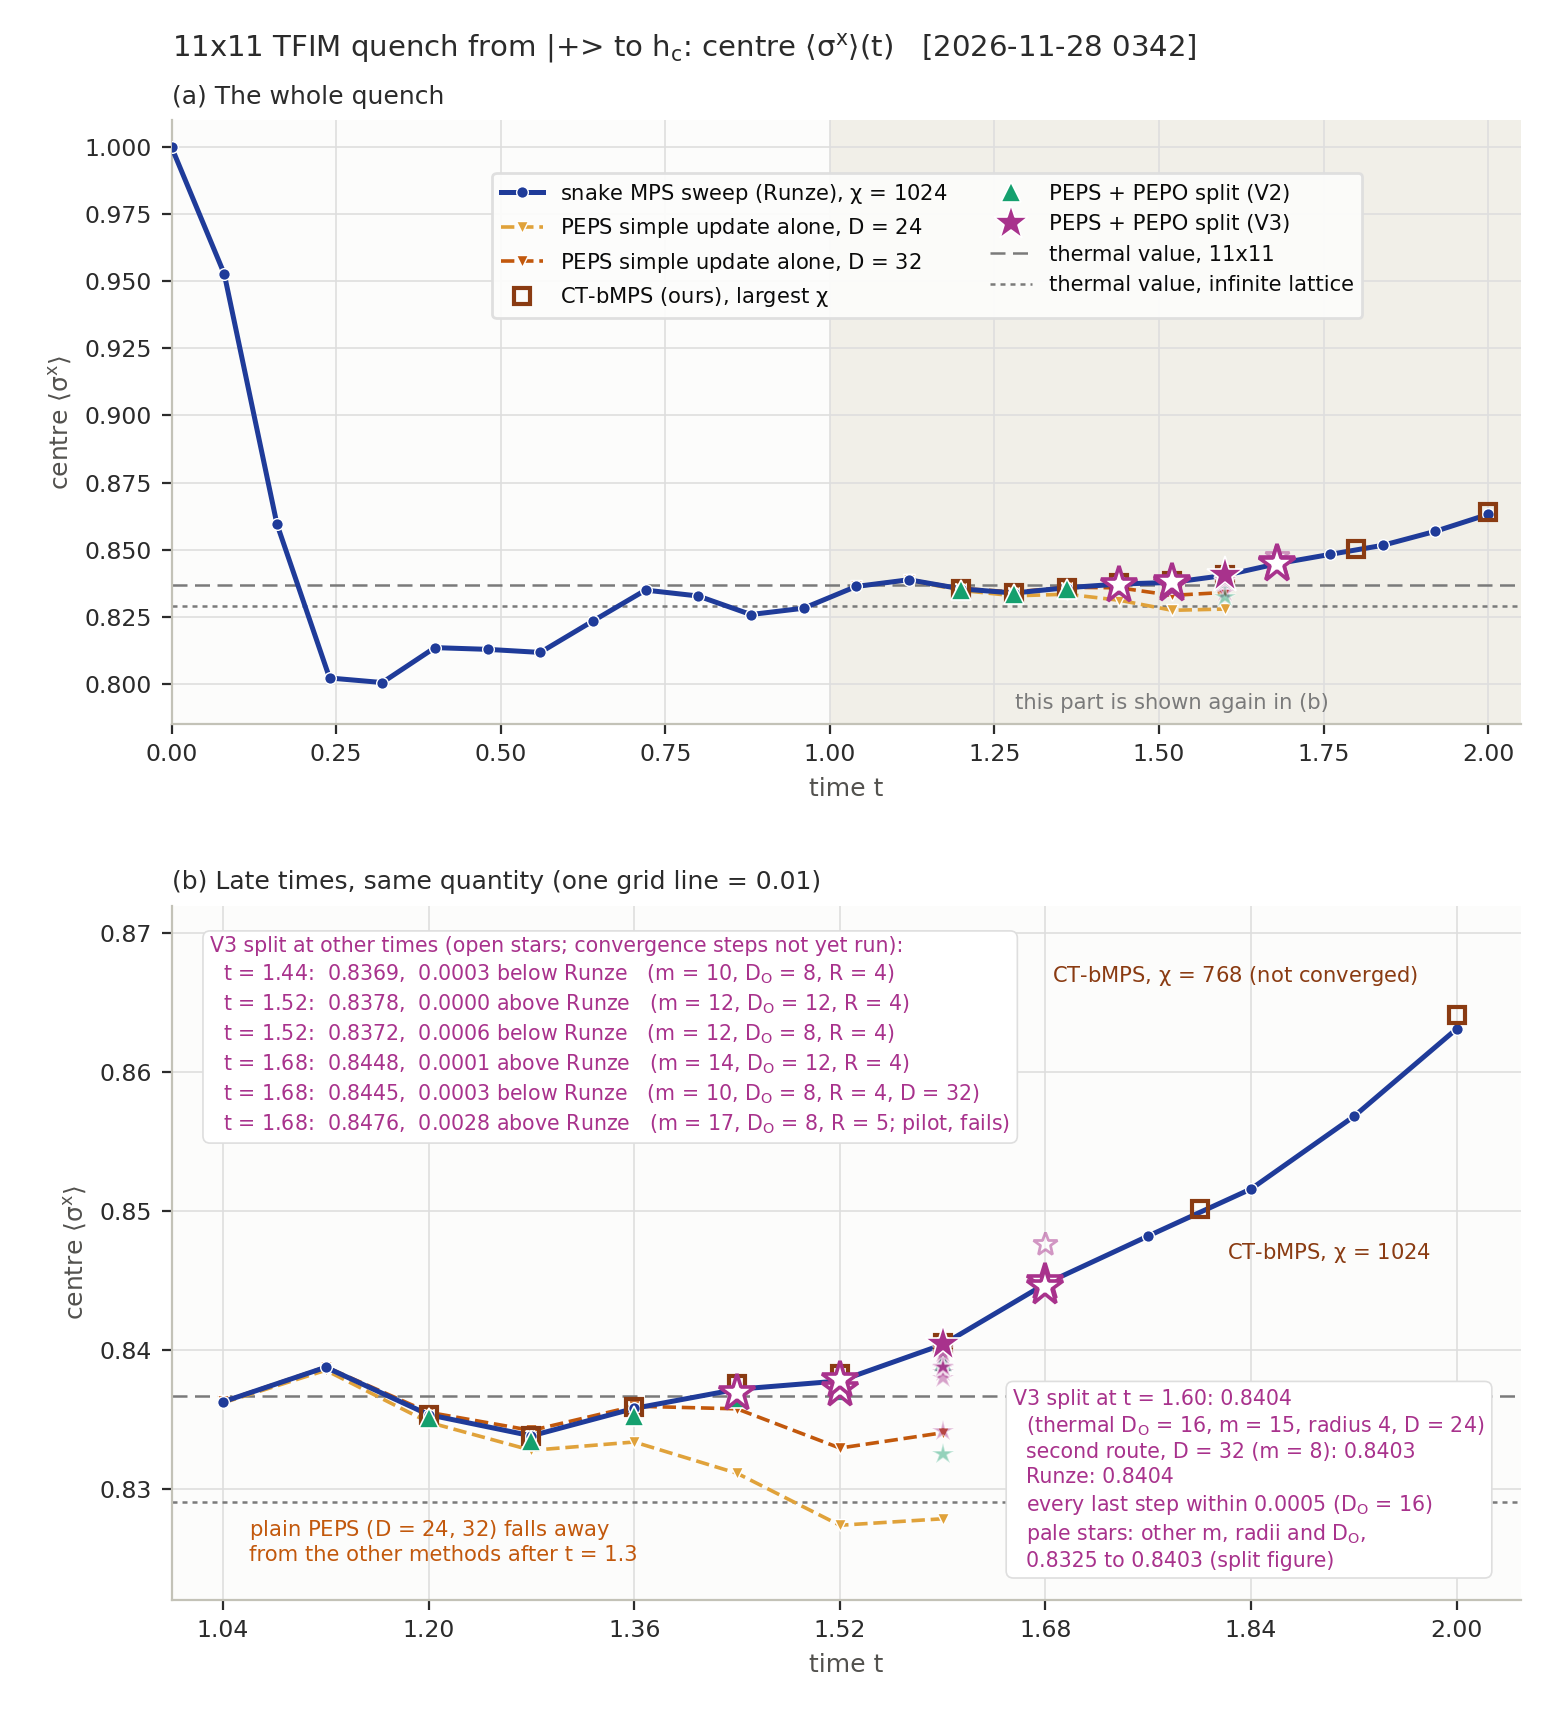 11x11 TFIM quench from |+> to h_c: centre ⟨σ^x⟩(t)   [2026-11-28 0342]
(a) The whole quench
1.000
0.975
0.950
0.925
0.900
0.875
0.850
0.825
0.800
centre ⟨σ^x⟩
snake MPS sweep (Runze), χ = 1024
PEPS simple update alone, D = 24
PEPS simple update alone, D = 32
CT-bMPS (ours), largest χ
PEPS + PEPO split (V2)
PEPS + PEPO split (V3)
thermal value, 11x11
thermal value, infinite lattice
this part is shown again in (b)
0.00 0.25 0.50 0.75 1.00 1.25 1.50 1.75 2.00
time t
(b) Late times, same quantity (one grid line = 0.01)
0.87
0.86
0.85
0.84
0.83
centre ⟨σ^x⟩
V3 split at other times (open stars; convergence steps not yet run):
t = 1.44:  0.8369,  0.0003 below Runze   (m = 10, D_O = 8, R = 4)
t = 1.52:  0.8378,  0.0000 above Runze   (m = 12, D_O = 12, R = 4)
t = 1.52:  0.8372,  0.0006 below Runze   (m = 12, D_O = 8, R = 4)
t = 1.68:  0.8448,  0.0001 above Runze   (m = 14, D_O = 12, R = 4)
t = 1.68:  0.8445,  0.0003 below Runze   (m = 10, D_O = 8, R = 4, D = 32)
t = 1.68:  0.8476,  0.0028 above Runze   (m = 17, D_O = 8, R = 5; pilot, fails)
CT-bMPS, χ = 768 (not converged)
CT-bMPS, χ = 1024
V3 split at t = 1.60: 0.8404
(thermal D_O = 16, m = 15, radius 4, D = 24)
second route, D = 32 (m = 8): 0.8403
Runze: 0.8404
every last step within 0.0005 (D_O = 16)
pale stars: other m, radii and D_O,
0.8325 to 0.8403 (split figure)
plain PEPS (D = 24, 32) falls away
from the other methods after t = 1.3
1.04 1.20 1.36 1.52 1.68 1.84 2.00
time t